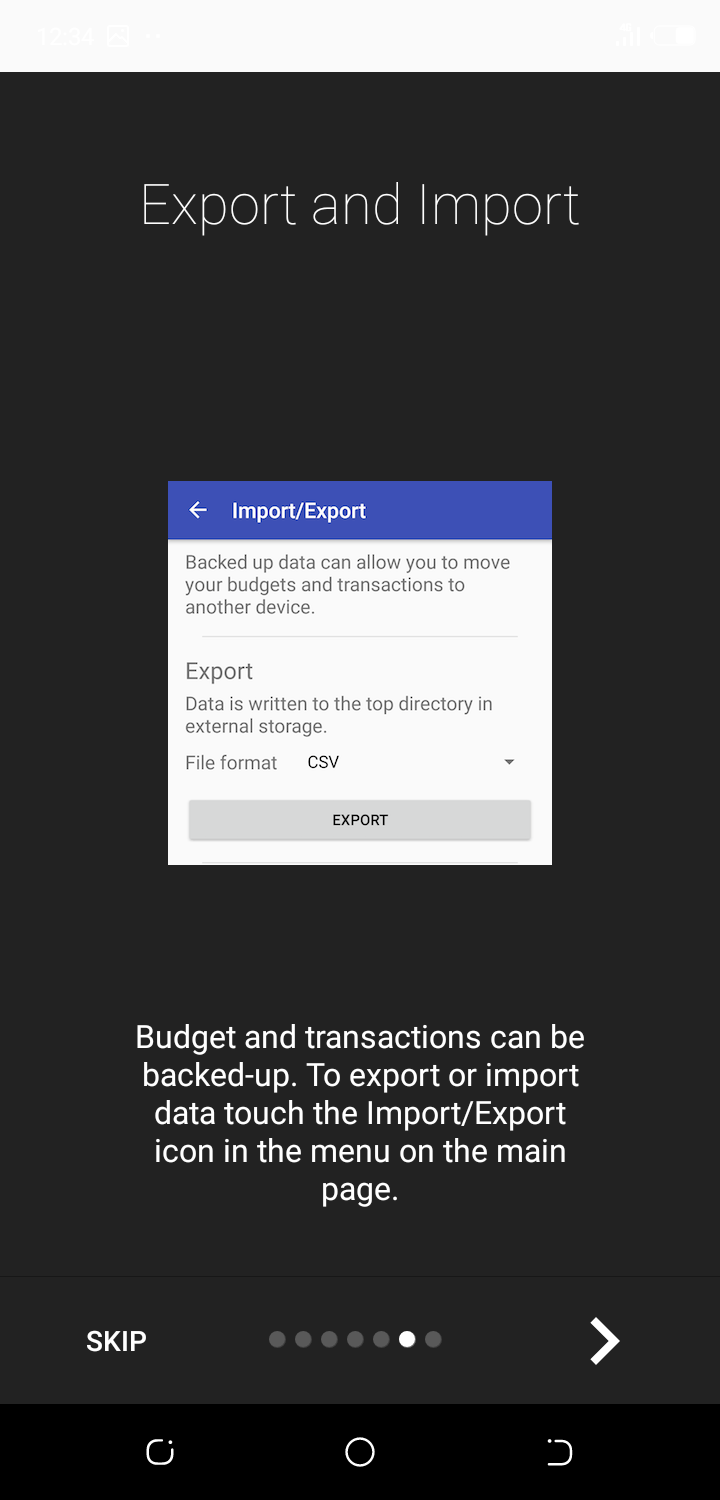 12:34
Export and Import
Import/Export
Backed up data can allow you to move
your budgets and transactions to
another device.
Export
Data is written to the top directory in
external storage.
File format CSV
EXPORT
Budget and transactions can be
backed-up. To export or import
data touch the Import/Export
icon in the menu on the main
page.
SKIP